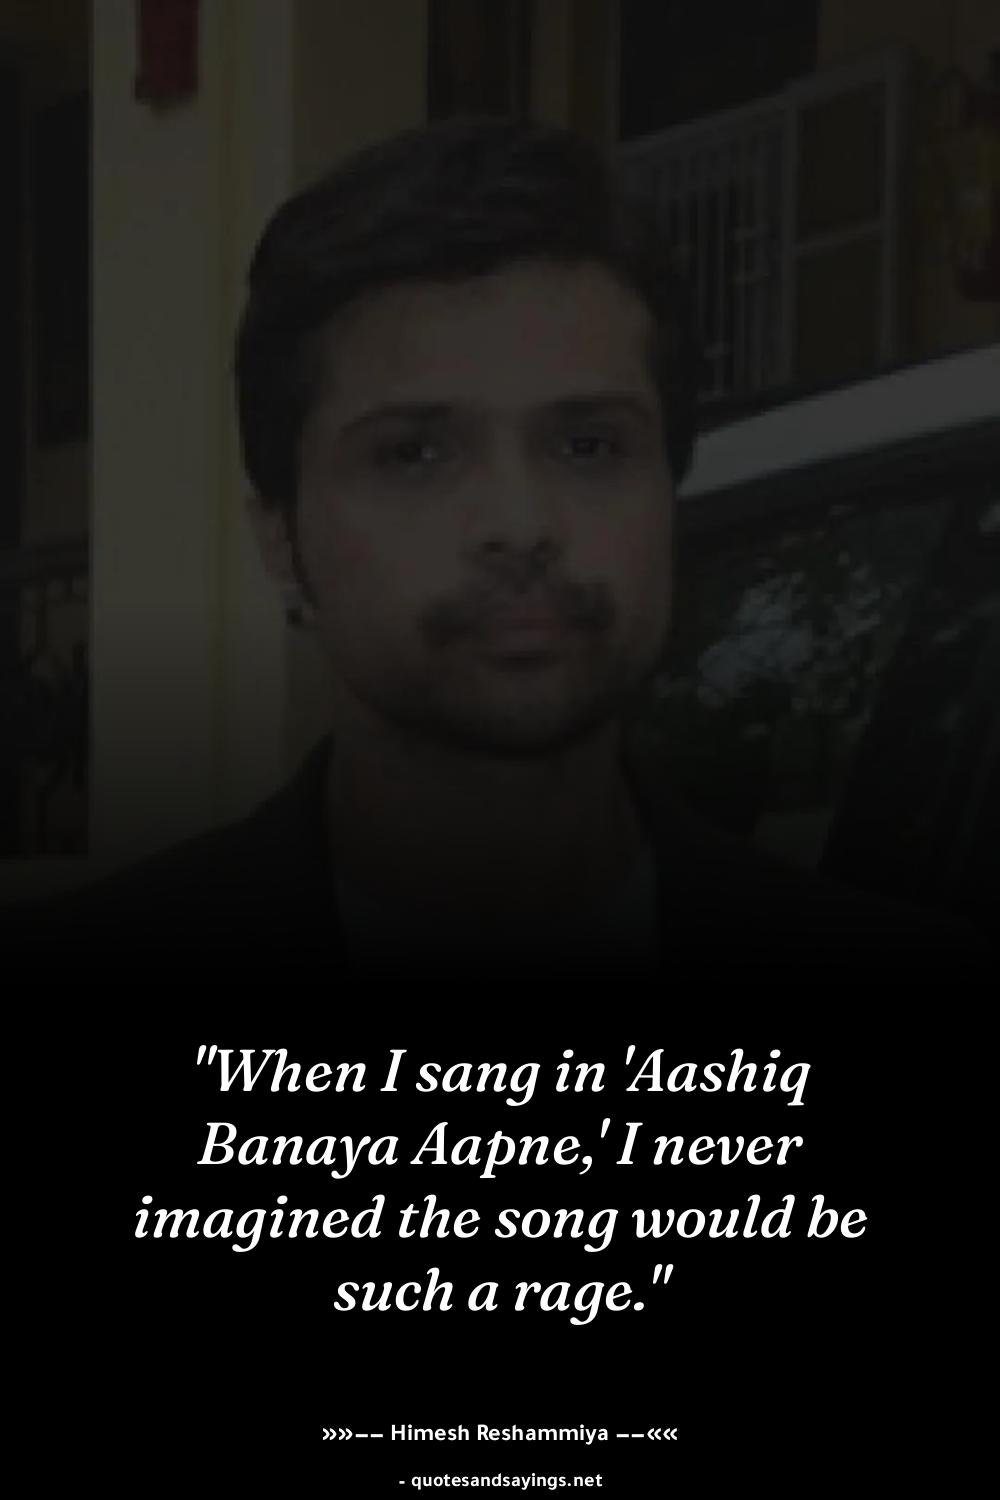 "When I sang in 'Aashiq
Banaya Aapne,' I never
imagined the song would be
such a rage."
»»−− Himesh Reshammiya −−««
- quotesandsayings.net